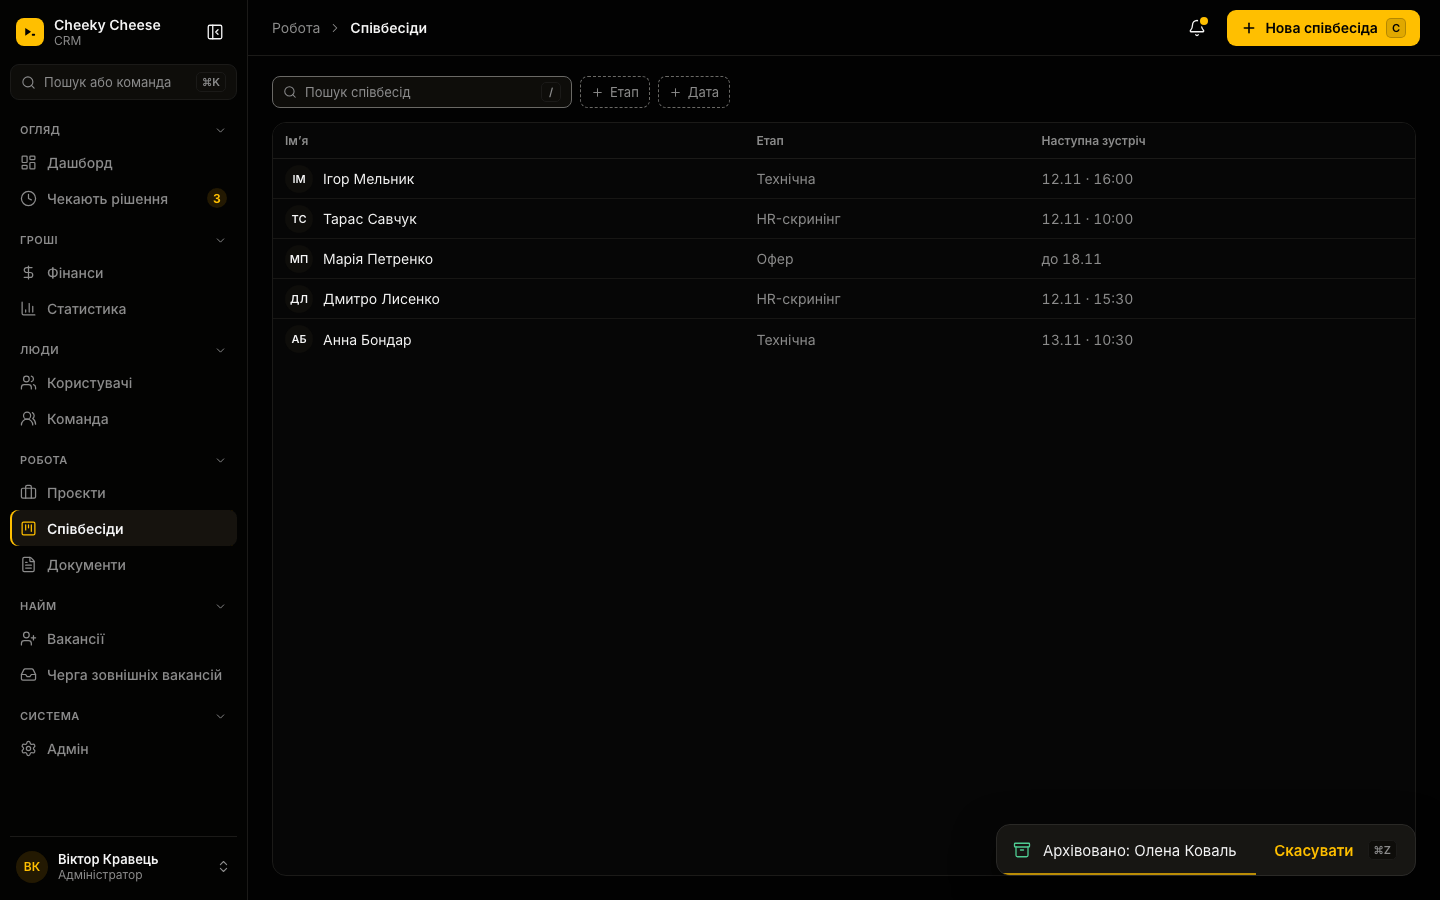 Cheeky Cheese
CRM
Пошук або команда ⌘K
ОГЛЯД
Дашборд
Чекають рішення 3
ГРОШІ
Фінанси
Статистика
ЛЮДИ
Користувачі
Команда
РОБОТА
Проєкти
Співбесіди
Документи
НАЙМ
Вакансії
Черга зовнішніх вакансій
СИСТЕМА
Адмін
ВК
Віктор Кравець
Адміністратор
Робота > Співбесіди
+ Нова співбесіда C
Пошук співбесід /
+ Етап
+ Дата
Ім’я Етап Наступна зустріч
ІМ Ігор Мельник Технічна 12.11 · 16:00
ТС Тарас Савчук HR-скринінг 12.11 · 10:00
МП Марія Петренко Офер до 18.11
ДЛ Дмитро Лисенко HR-скринінг 12.11 · 15:30
АБ Анна Бондар Технічна 13.11 · 10:30
Архівовано: Олена Коваль Скасувати ⌘Z